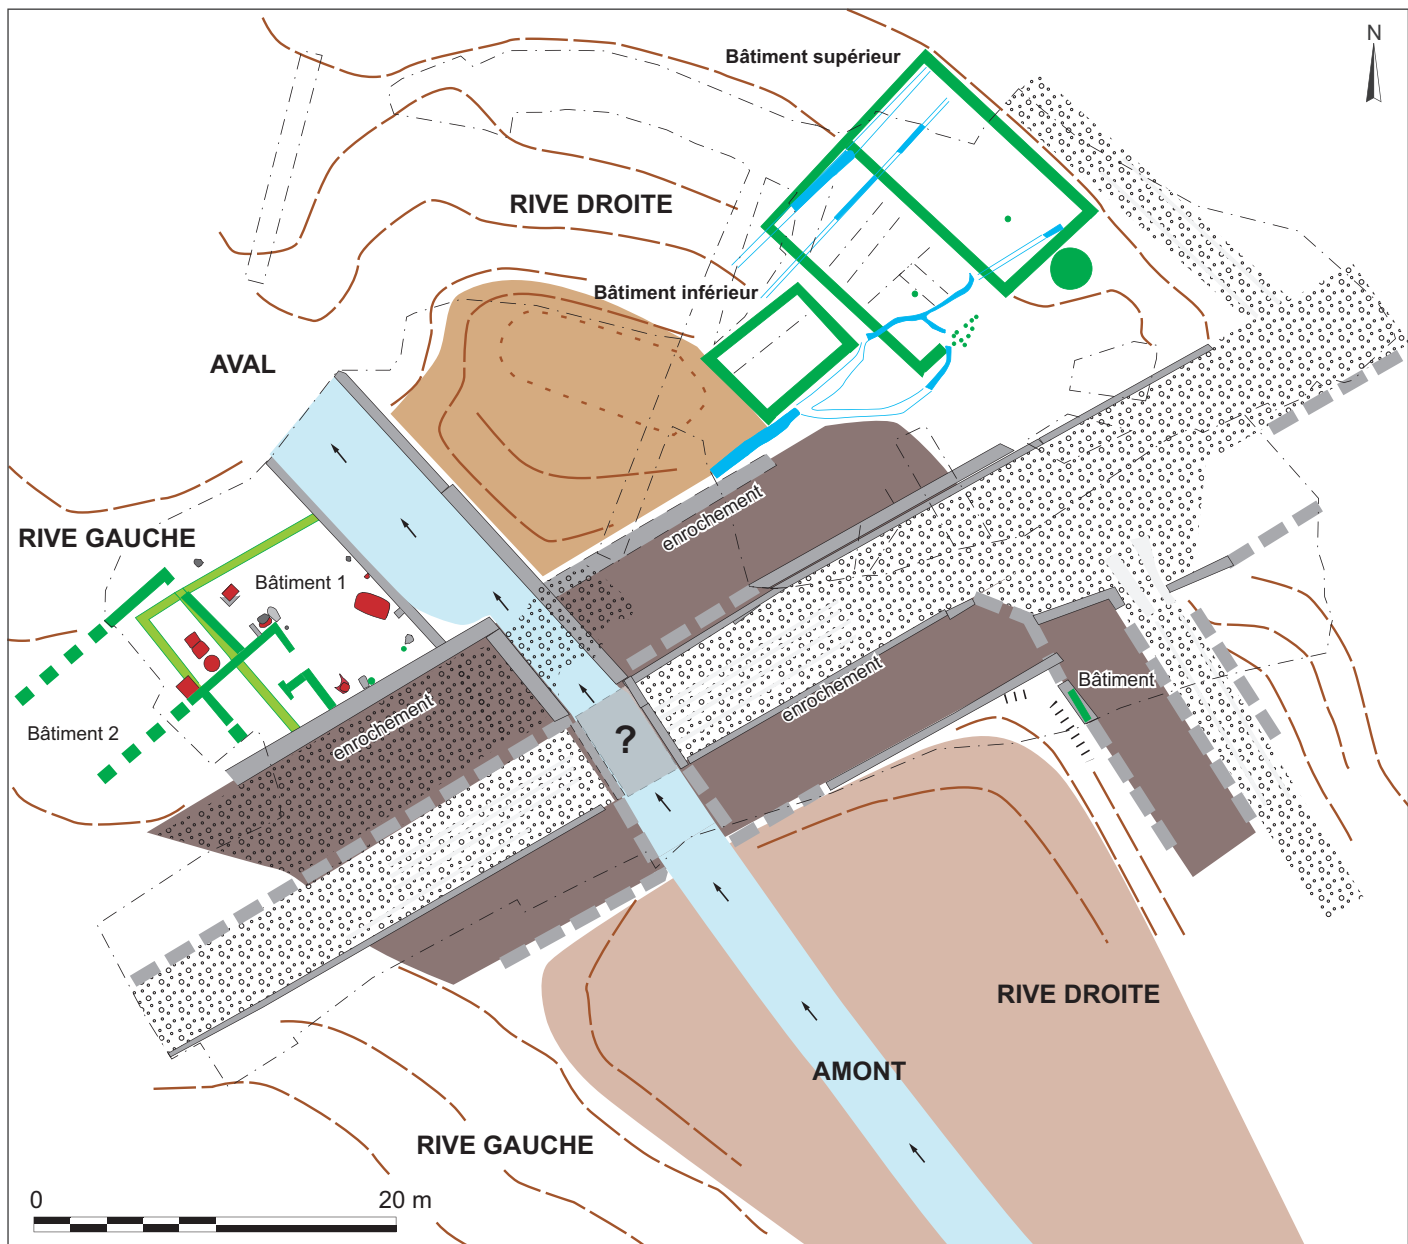 N
Bâtiment supérieur
RIVE DROITE
Bâtiment inférieur
AVAL
enrochement
RIVE GAUCHE
Bâtiment 1
enrochement
Bâtiment
enrochement
Bâtiment 2
?
RIVE DROITE
AMONT
RIVE GAUCHE
0 20 m